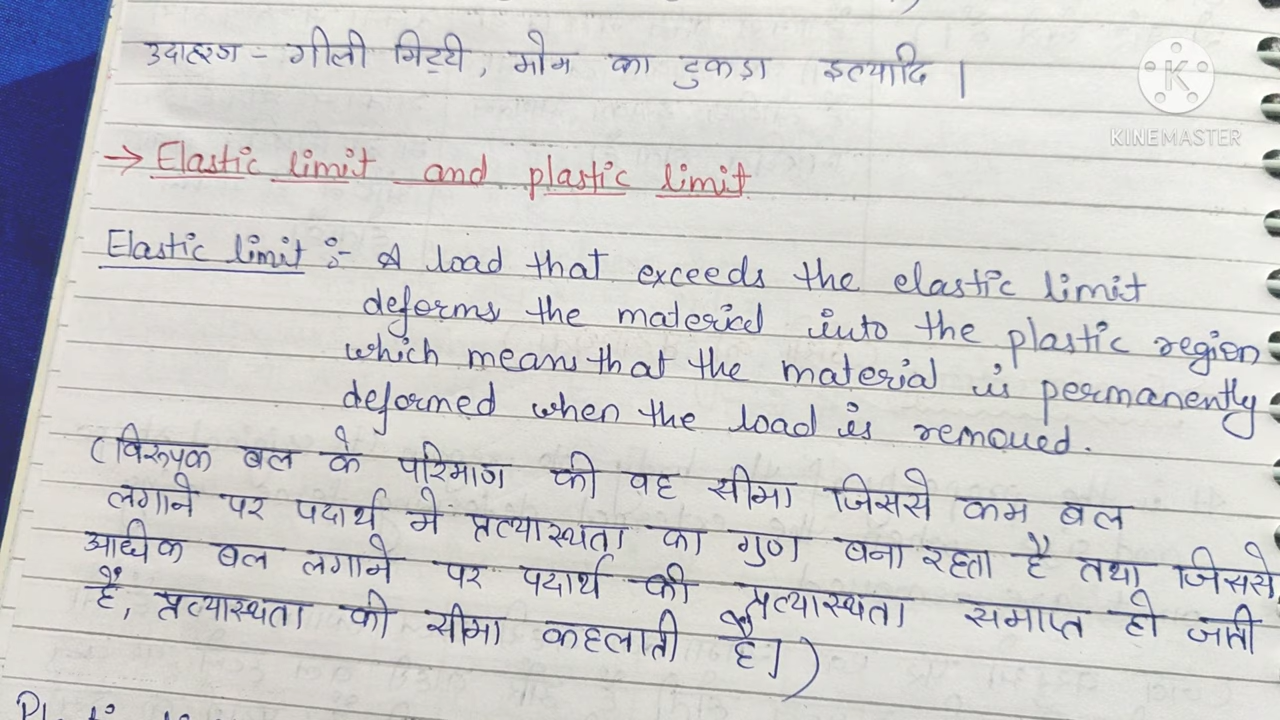 उदाहरण - गीली मिट्टी, मोम का टुकड़ा इत्यादि |
KINEMASTER
→ Elastic limit and plastic limit
Elastic limit :- A load that exceeds the elastic limit
deforms the material into the plastic region
which means that the material is permanently
deformed when the load is removed.
(विरूपक बल के परिमाण की वह सीमा जिससे कम बल
लगाने पर पदार्थ मे प्रत्यास्थता का गुण बना रहता है तथा जिससे
अधिक बल लगाने पर पदार्थ की प्रत्यास्थता समाप्त हो जाती
है, प्रत्यास्थता की सीमा कहलाती है।)